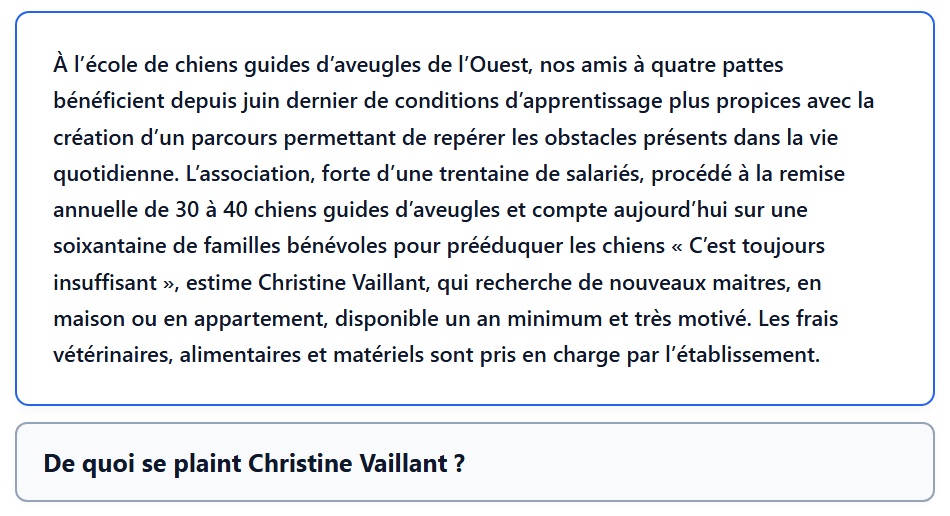 À l’école de chiens guides d’aveugles de l’Ouest, nos amis à quatre pattes
bénéficient depuis juin dernier de conditions d’apprentissage plus propices avec la
création d’un parcours permettant de repérer les obstacles présents dans la vie
quotidienne. L’association, forte d’une trentaine de salariés, procédé à la remise
annuelle de 30 à 40 chiens guides d’aveugles et compte aujourd’hui sur une
soixantaine de familles bénévoles pour prééduquer les chiens « C’est toujours
insuffisant », estime Christine Vaillant, qui recherche de nouveaux maitres, en
maison ou en appartement, disponible un an minimum et très motivé. Les frais
vétérinaires, alimentaires et matériels sont pris en charge par l’établissement.
De quoi se plaint Christine Vaillant ?